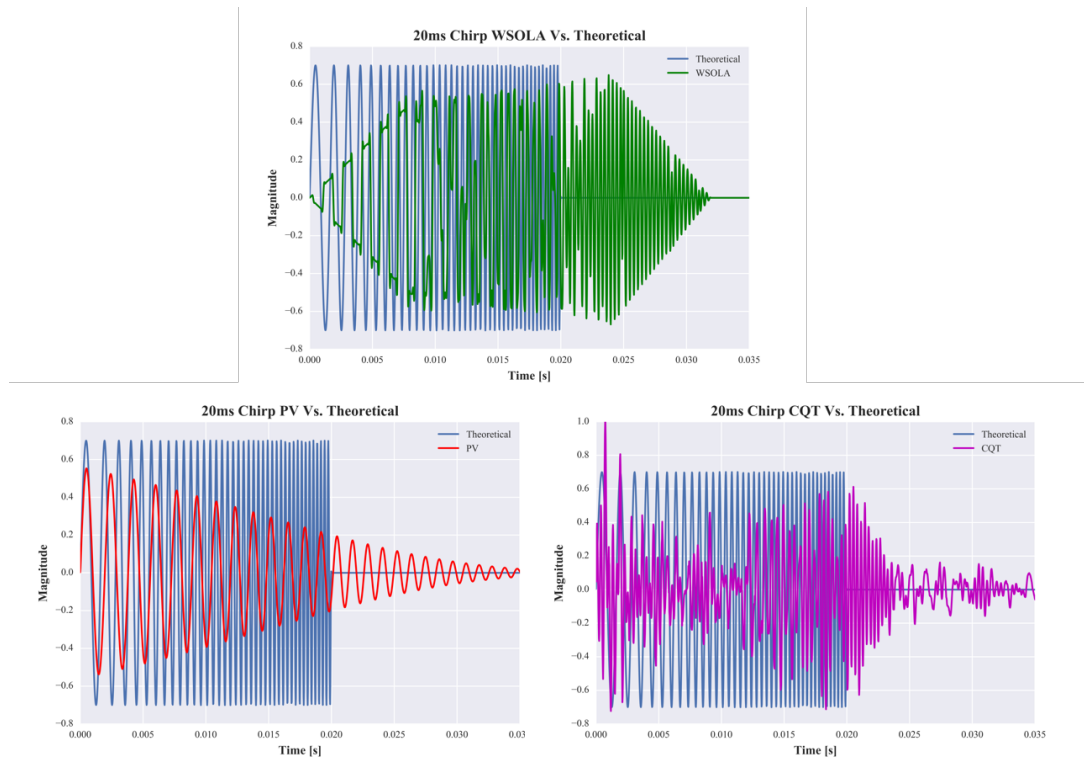 20ms Chirp WSOLA Vs. Theoretical
0.8
0.6
0.4
0.2
0.0
−0.2
−0.4
−0.6
−0.8
Magnitude
Theoretical
WSOLA
0.000 0.005 0.010 0.015 0.020 0.025 0.030 0.035
Time [s]
20ms Chirp PV Vs. Theoretical
0.8
0.6
0.4
0.2
0.0
−0.2
−0.4
−0.6
−0.8
Magnitude
Theoretical
PV
0.000 0.005 0.010 0.015 0.020 0.025 0.030 0.035
Time [s]
20ms Chirp CQT Vs. Theoretical
1.0
0.8
0.6
0.4
0.2
0.0
−0.2
−0.4
−0.6
−0.8
Magnitude
Theoretical
CQT
0.000 0.005 0.010 0.015 0.020 0.025 0.030 0.035
Time [s]